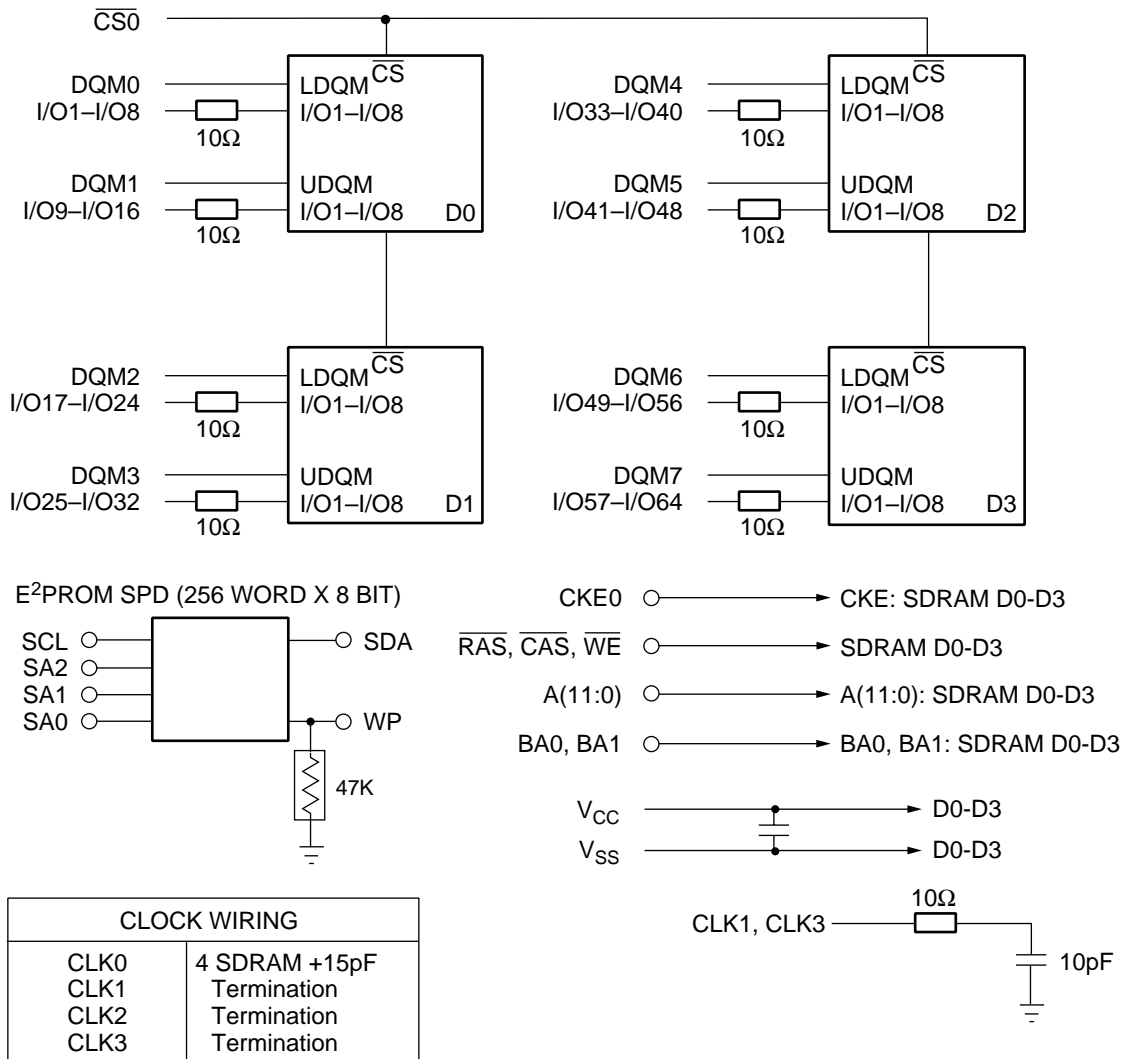 CS0
CS
DQM0 LDQM
I/O1–I/O8 I/O1–I/O8
10Ω
DQM1 UDQM
I/O9–I/O16 I/O1–I/O8 D0
10Ω
CS
DQM4 LDQM
I/O33–I/O40 I/O1–I/O8
10Ω
DQM5 UDQM
I/O41–I/O48 I/O1–I/O8 D2
10Ω
CS
DQM2 LDQM
I/O17–I/O24 I/O1–I/O8
10Ω
DQM3 UDQM
I/O25–I/O32 I/O1–I/O8 D1
10Ω
CS
DQM6 LDQM
I/O49–I/O56 I/O1–I/O8
10Ω
DQM7 UDQM
I/O57–I/O64 I/O1–I/O8 D3
10Ω
E2PROM SPD (256 WORD X 8 BIT)
SCL SDA
SA2
SA1
SA0 WP
47K
CKE0 CKE: SDRAM D0-D3
RAS, CAS, WE SDRAM D0-D3
A(11:0) A(11:0): SDRAM D0-D3
BA0, BA1 BA0, BA1: SDRAM D0-D3
VCC D0-D3
VSS D0-D3
10Ω
CLK1, CLK3
10pF
CLOCK WIRING
CLK0 4 SDRAM +15pF
CLK1 Termination
CLK2 Termination
CLK3 Termination